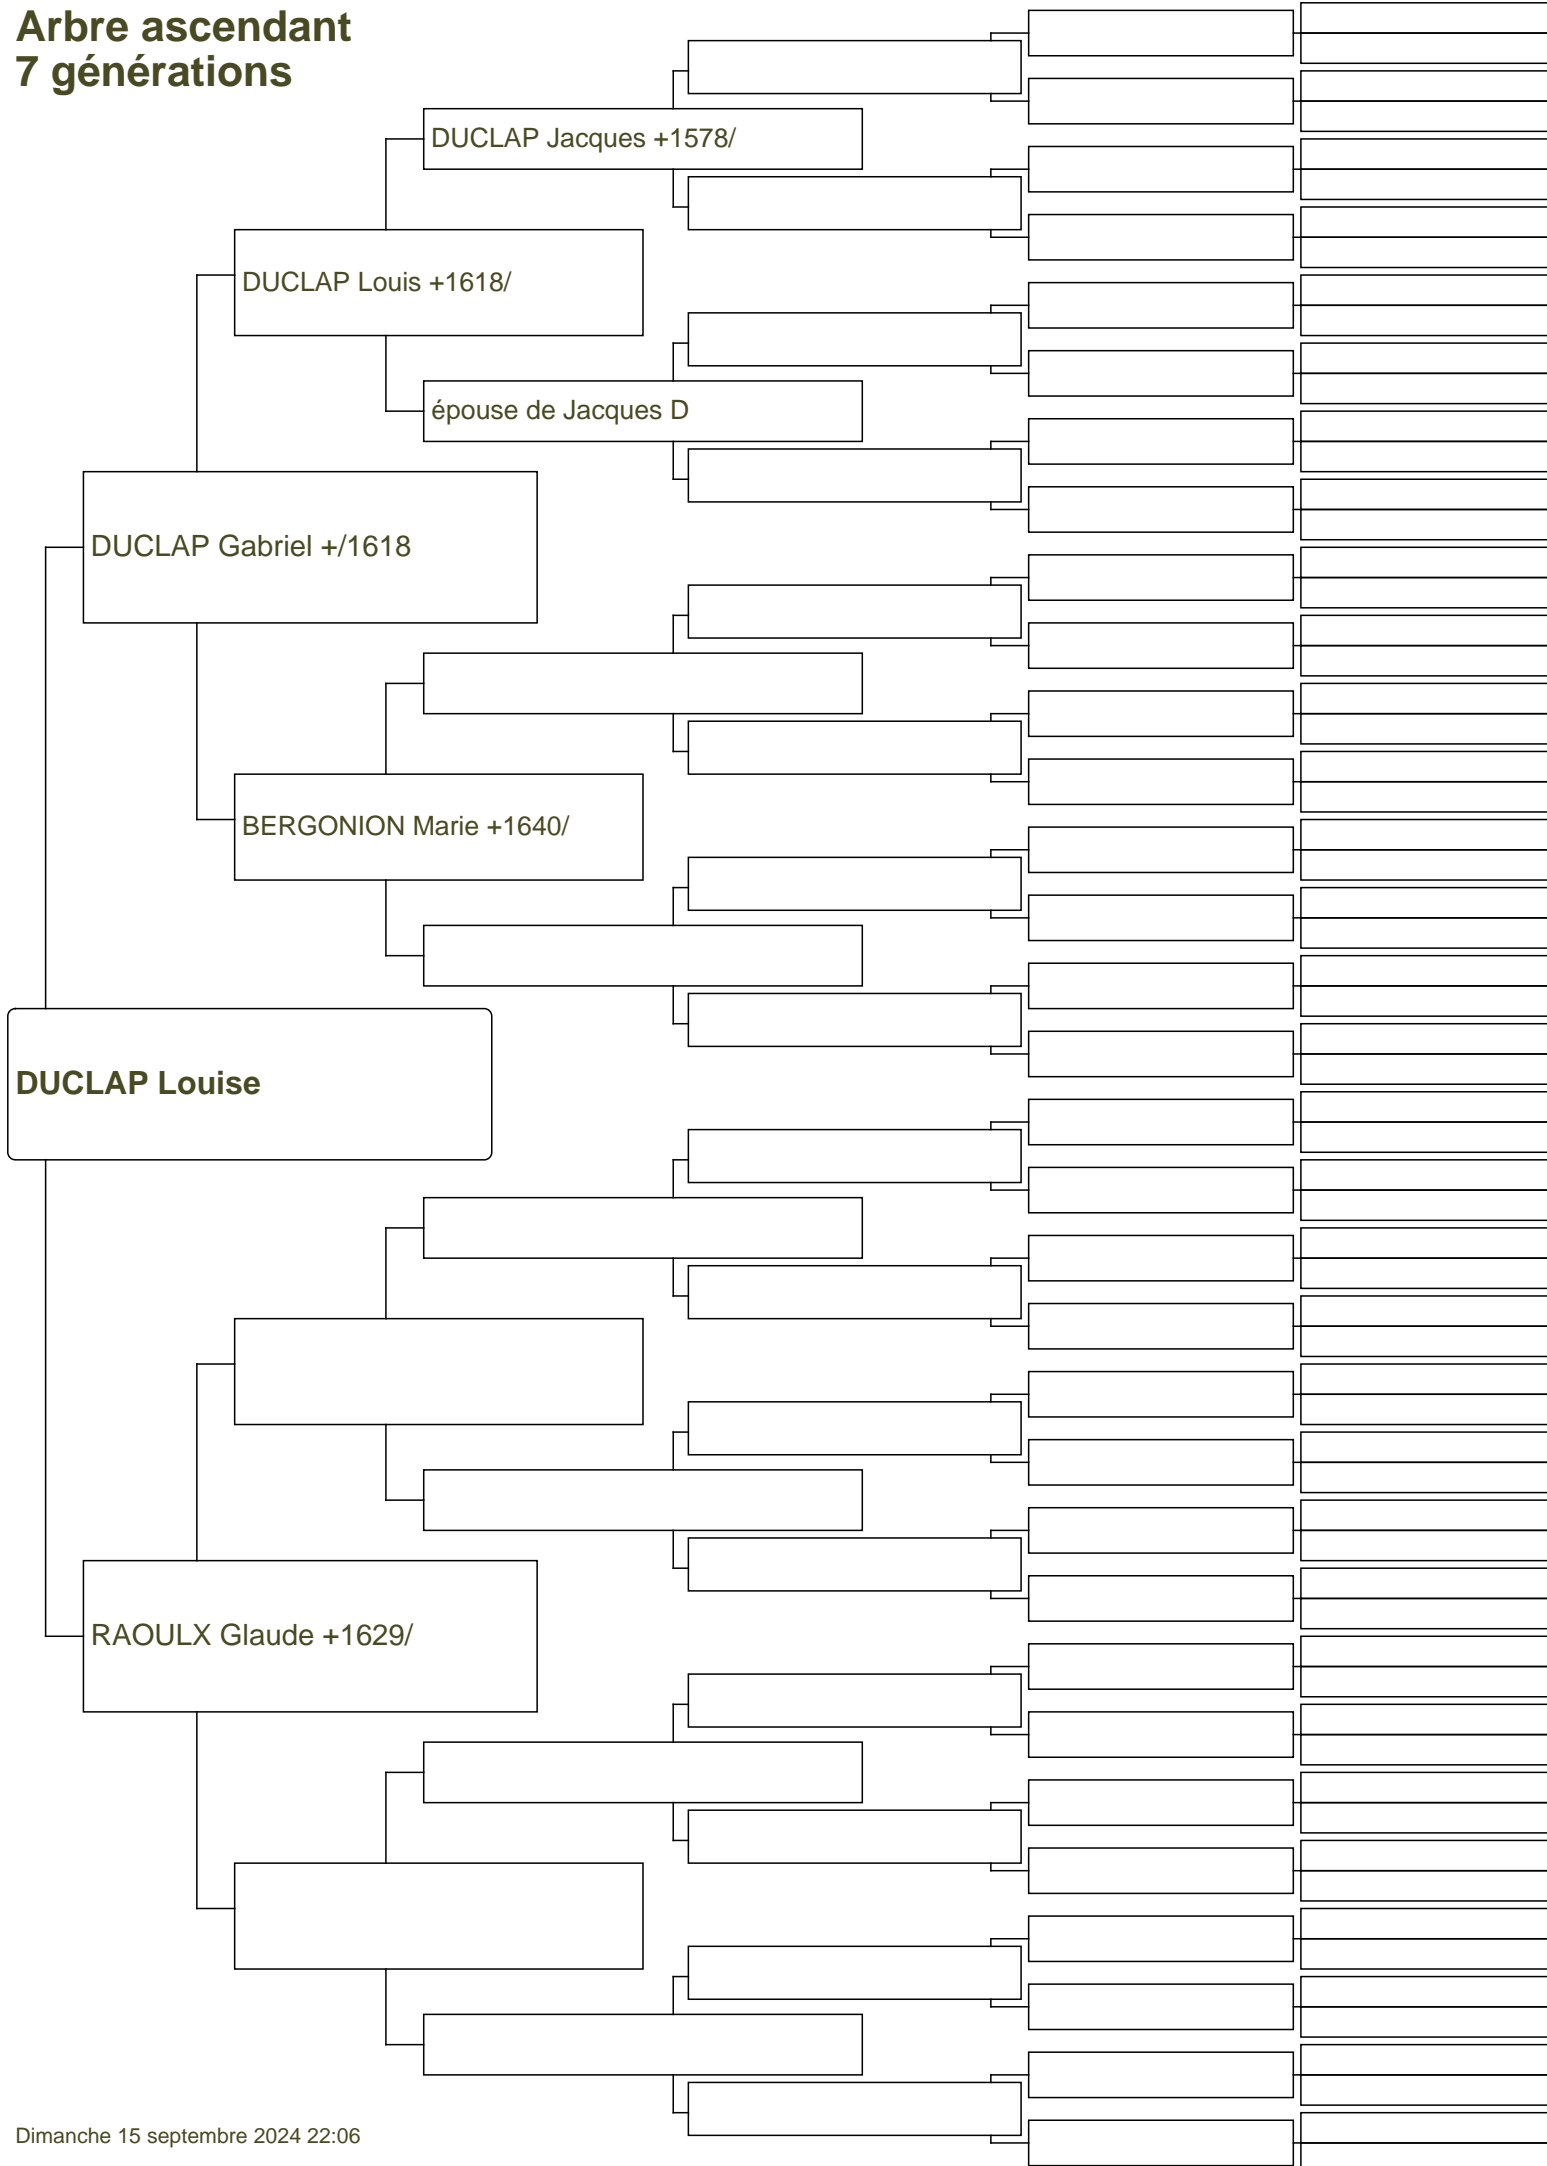 Arbre ascendant
7 générations
DUCLAP Jacques +1578/
DUCLAP Louis +1618/
épouse de Jacques D
DUCLAP Gabriel +/1618
BERGONION Marie +1640/
DUCLAP Louise
RAOULX Glaude +1629/
Dimanche 15 septembre 2024 22:06